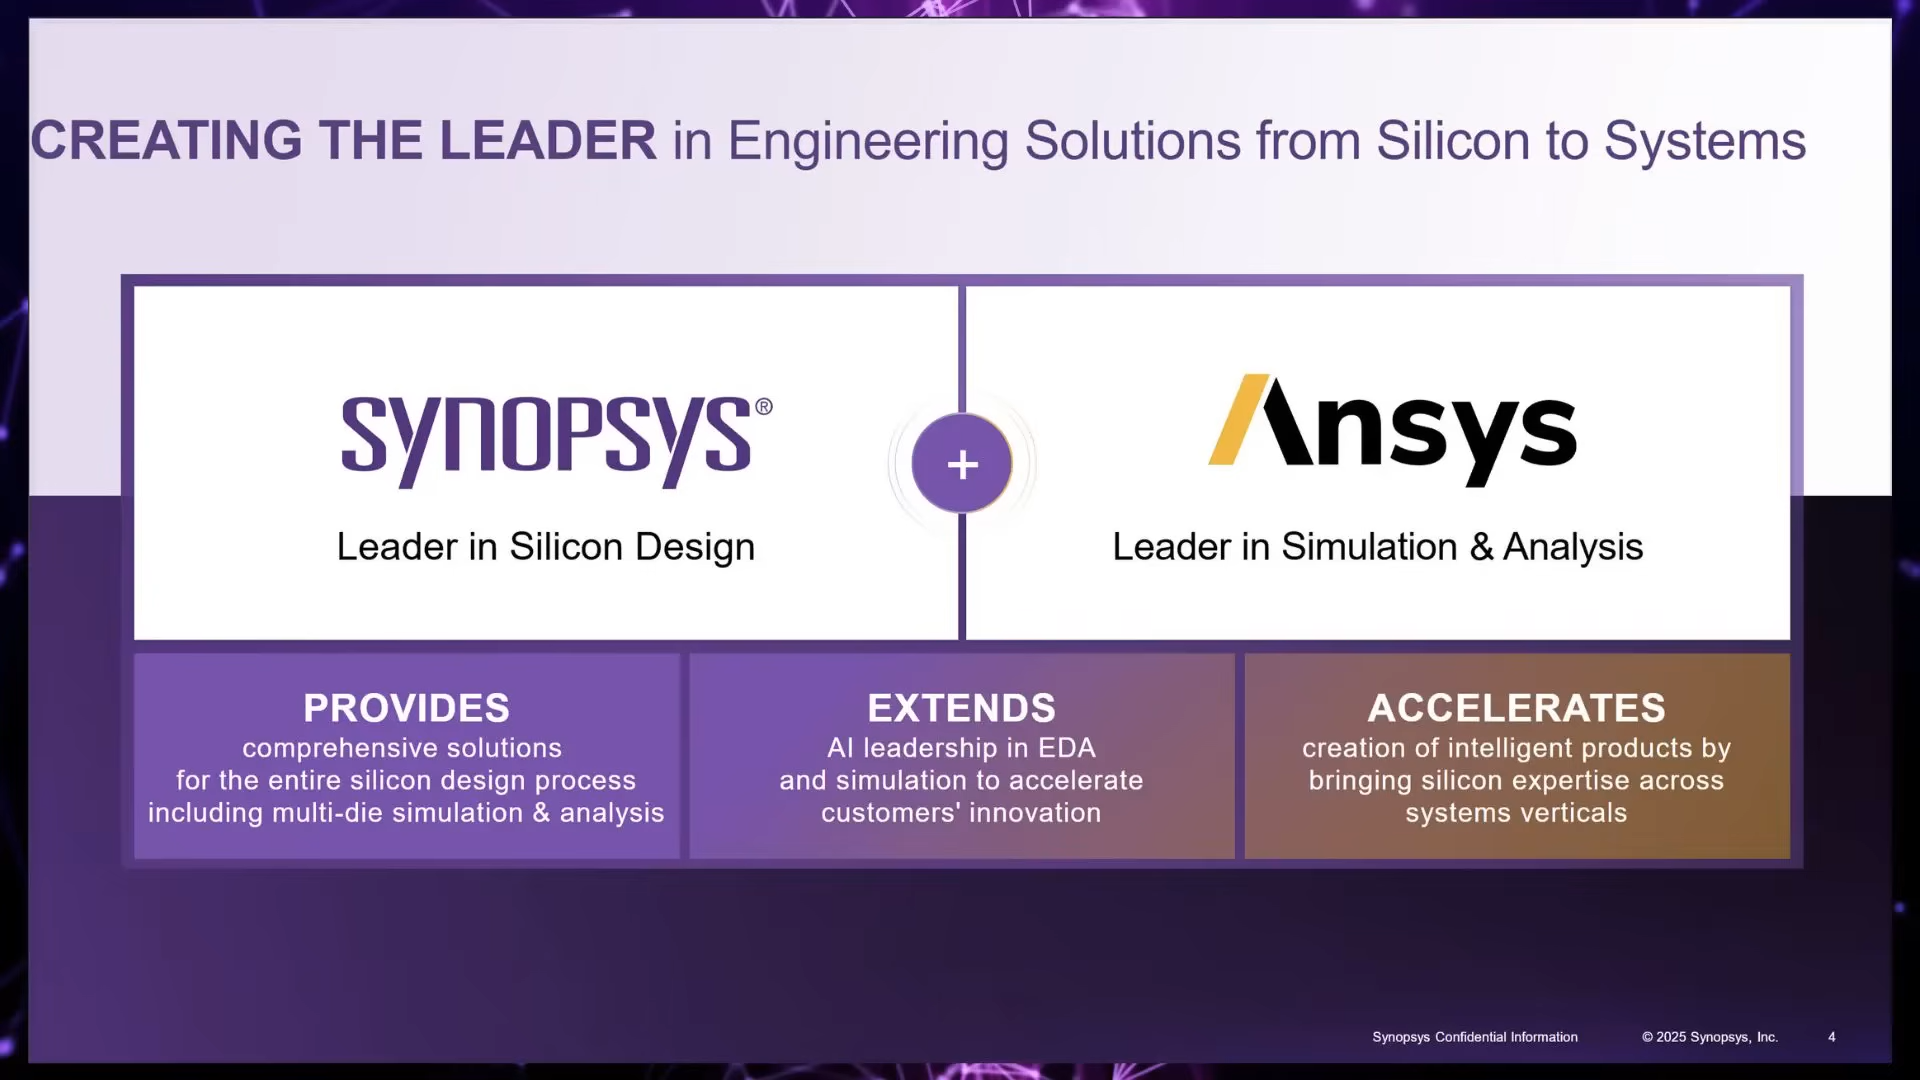 CREATING THE LEADER in Engineering Solutions from Silicon to Systems
SYNOPSYS®
Leader in Silicon Design
+
Ansys
Leader in Simulation & Analysis
PROVIDES
comprehensive solutions
for the entire silicon design process
including multi-die simulation & analysis
EXTENDS
AI leadership in EDA
and simulation to accelerate
customers' innovation
ACCELERATES
creation of intelligent products by
bringing silicon expertise across
systems verticals
Synopsys Confidential Information © 2025 Synopsys, Inc. 4